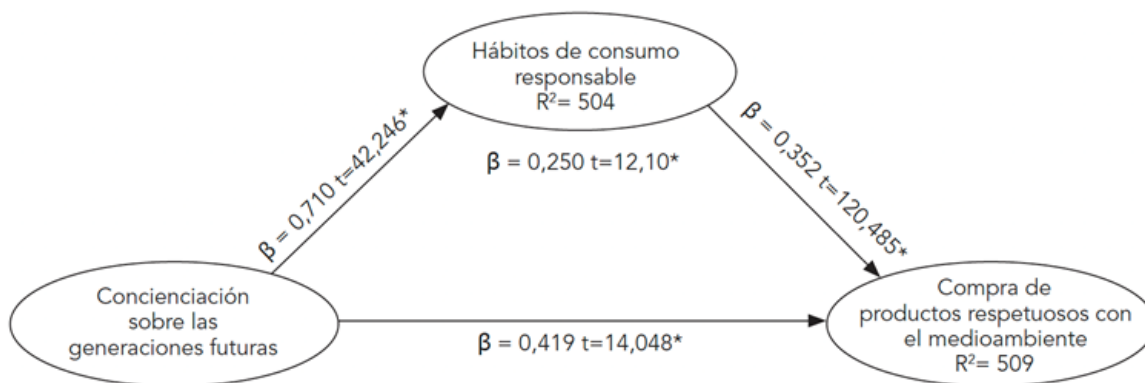 Hábitos de consumo
responsable
R²= 504
β = 0,710 t=42,246*
β = 0,250 t=12,10*
β = 0,352 t=120,485*
Concienciación
sobre las
generaciones futuras
β = 0,419 t=14,048*
Compra de
productos respetuosos con
el medioambiente
R²= 509